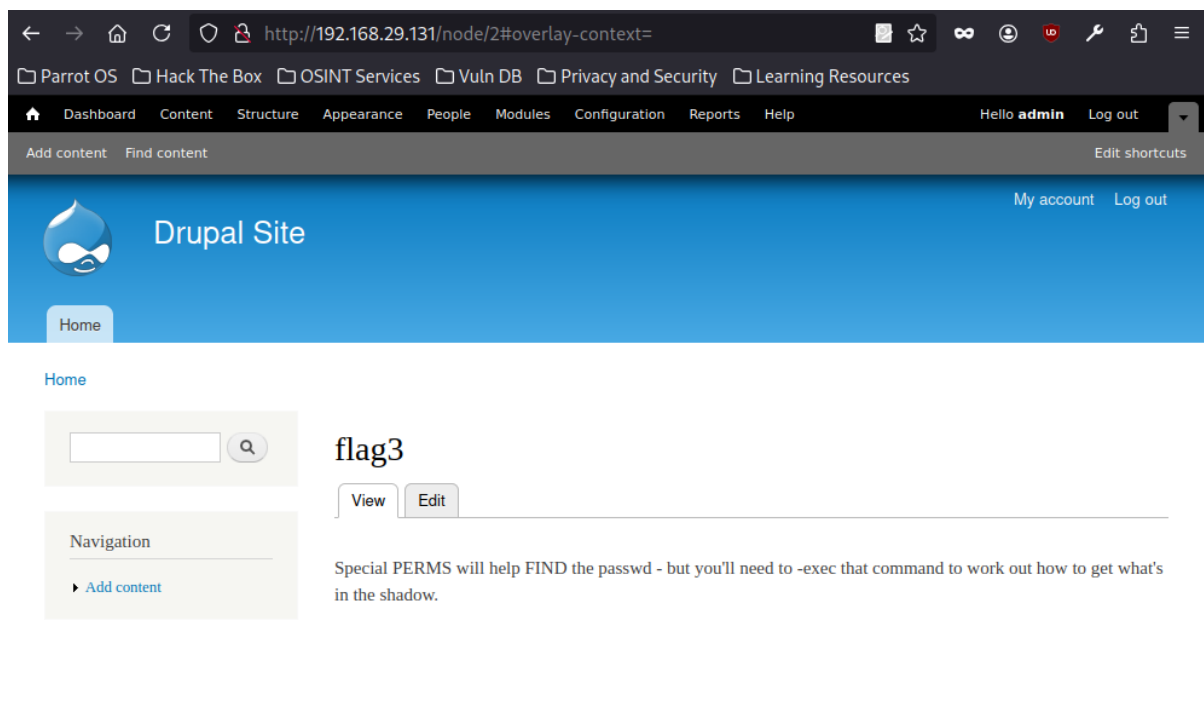 http://192.168.29.131/node/2#overlay-context=
Parrot OS Hack The Box OSINT Services Vuln DB Privacy and Security Learning Resources
Dashboard Content Structure Appearance People Modules Configuration Reports Help Hello admin Log out
Add content Find content Edit shortcuts
My account Log out
Drupal Site
Home
Home
flag3
View Edit
Navigation
Add content
Special PERMS will help FIND the passwd - but you'll need to -exec that command to work out how to get what's
in the shadow.